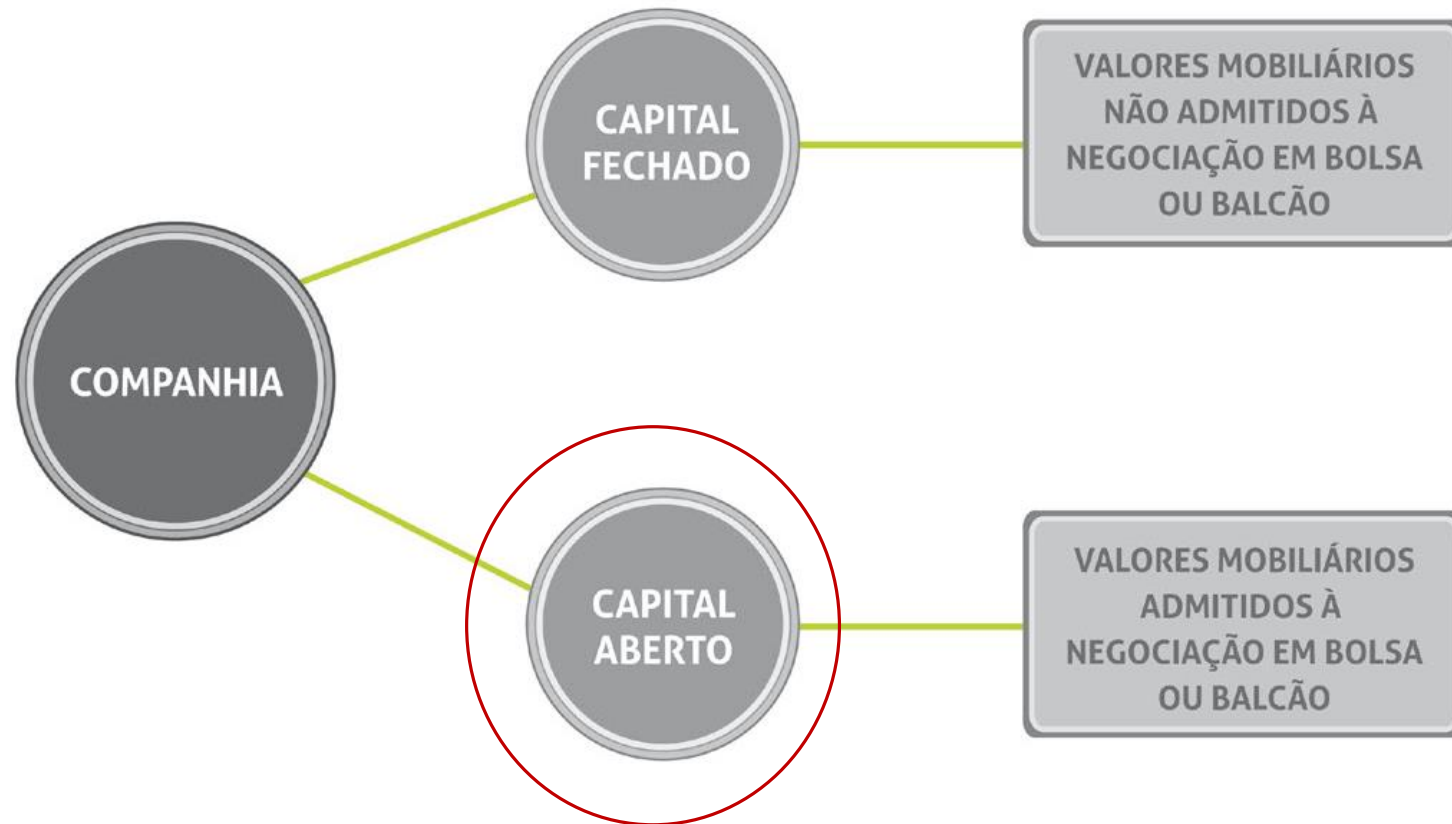 COMPANHIA
CAPITAL
FECHADO
VALORES MOBILIÁRIOS
NÃO ADMITIDOS À
NEGOCIAÇÃO EM BOLSA
OU BALCÃO
CAPITAL
ABERTO
VALORES MOBILIÁRIOS
ADMITIDOS À
NEGOCIAÇÃO EM BOLSA
OU BALCÃO